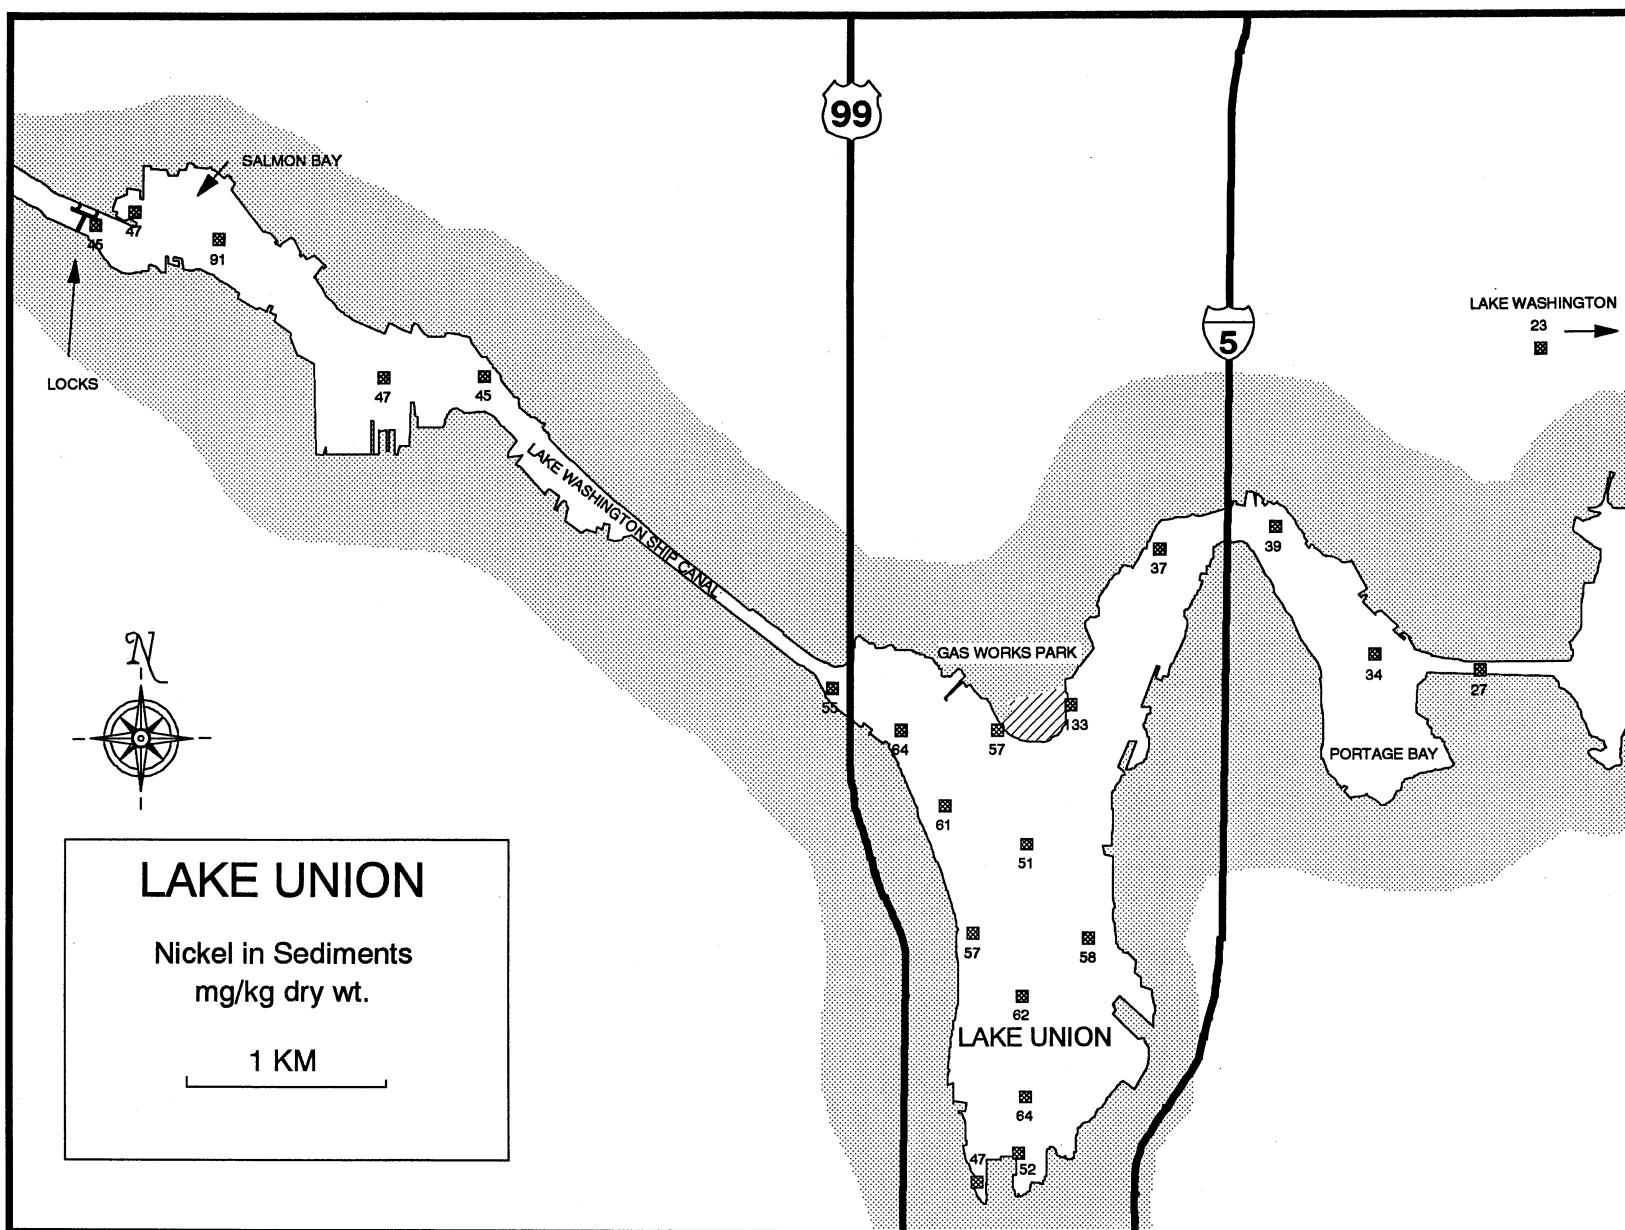 99
SALMON BAY
47
45
91
LOCKS
47
45
LAKE WASHINGTON SHIP CANAL
5
LAKE WASHINGTON
23
39
37
34
27
PORTAGE BAY
GAS WORKS PARK
133
55
64
57
61
51
57
58
62
LAKE UNION
64
47
52
N
LAKE UNION
Nickel in Sediments
mg/kg dry wt.
1 KM